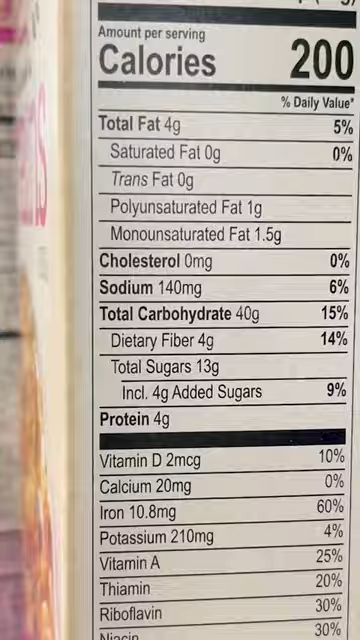 Amount per serving
Calories 200
% Daily Value*
Total Fat 4g 5%
Saturated Fat 0g 0%
Trans Fat 0g
Polyunsaturated Fat 1g
Monounsaturated Fat 1.5g
Cholesterol 0mg 0%
Sodium 140mg 6%
Total Carbohydrate 40g 15%
Dietary Fiber 4g 14%
Total Sugars 13g
Incl. 4g Added Sugars 9%
Protein 4g
Vitamin D 2mcg 10%
Calcium 20mg 0%
Iron 10.8mg 60%
Potassium 210mg 4%
Vitamin A 25%
Thiamin 20%
Riboflavin 30%
Niacin 30%